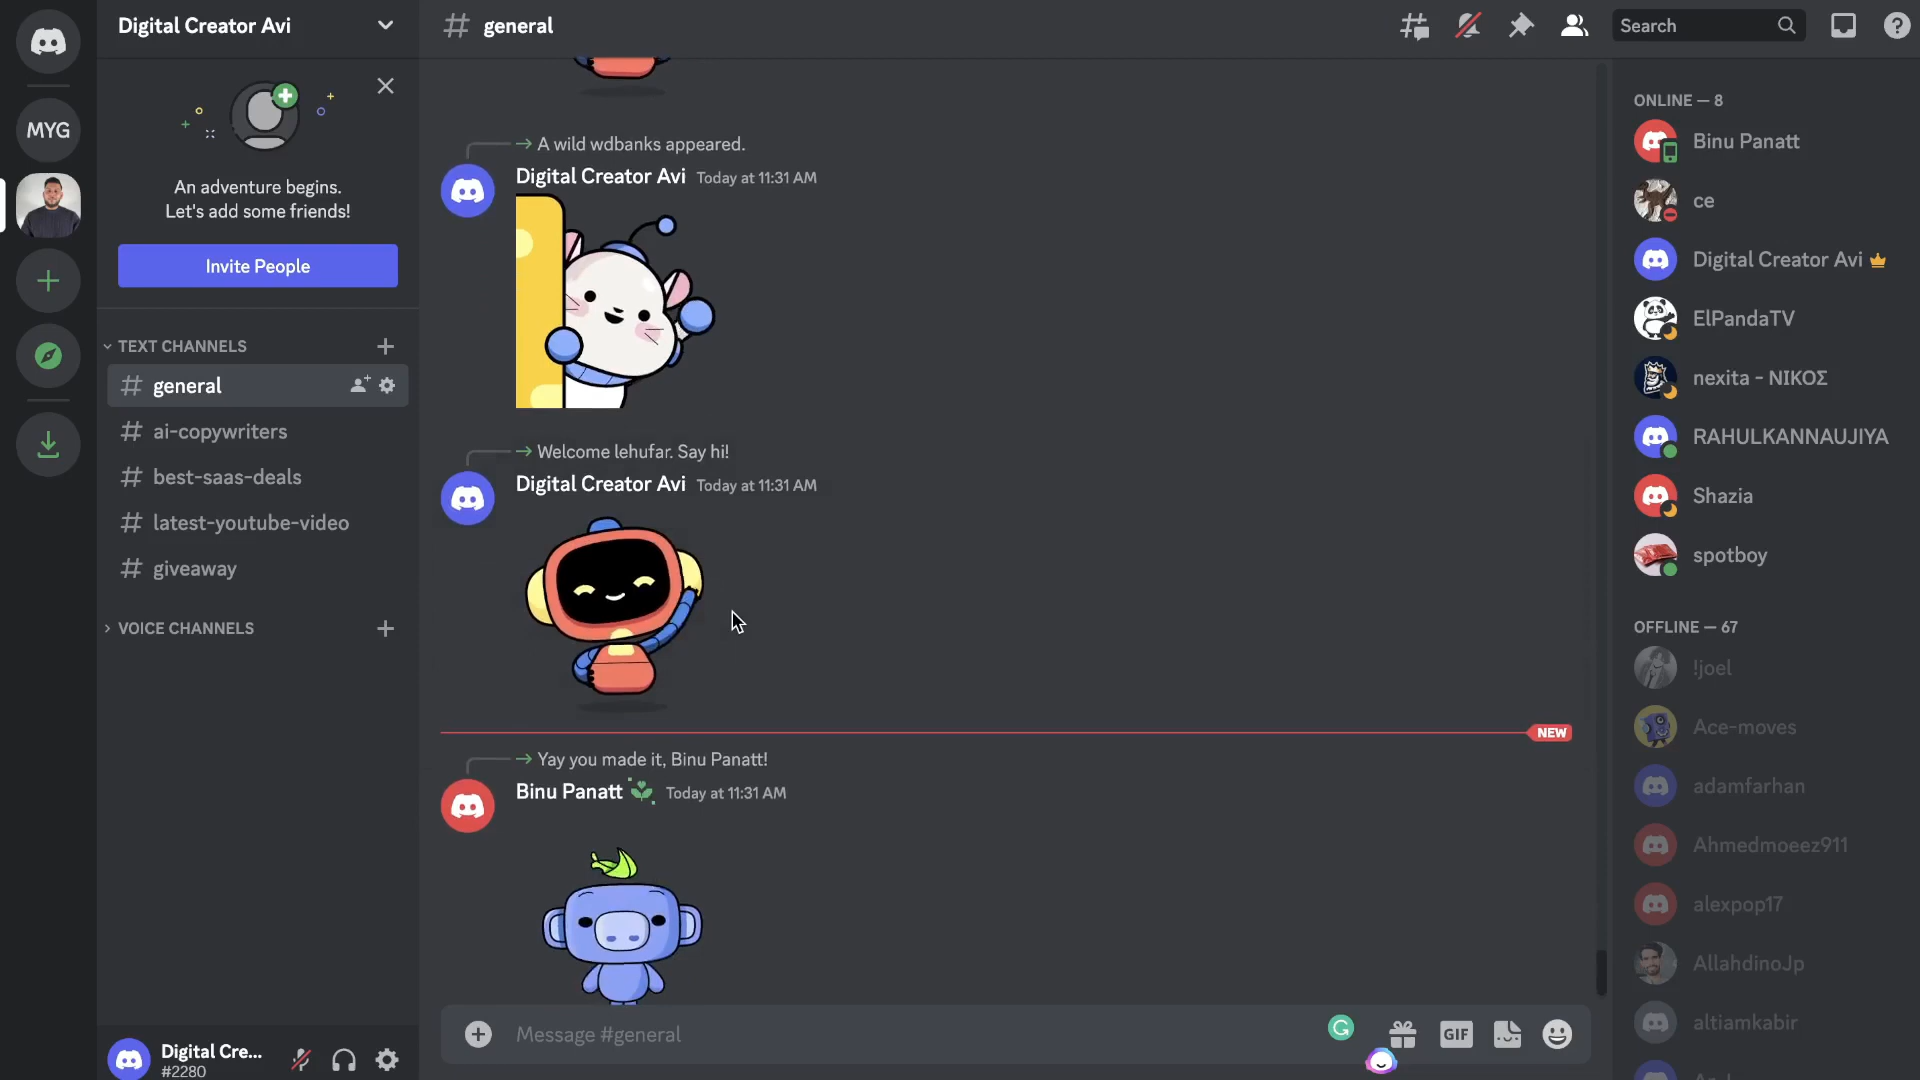 Digital Creator Avi
general
Search
MYG
An adventure begins.
Let's add some friends!
Invite People
TEXT CHANNELS
general
ai-copywriters
best-saas-deals
latest-youtube-video
giveaway
VOICE CHANNELS
Digital Cre...
#2280
A wild wdbanks appeared.
Digital Creator Avi Today at 11:31 AM
Welcome lehufar. Say hi!
Digital Creator Avi Today at 11:31 AM
NEW
Yay you made it, Binu Panatt!
Binu Panatt Today at 11:31 AM
Message #general
GIF
ONLINE — 8
Binu Panatt
ce
Digital Creator Avi
ElPandaTV
nexita - ΝΙΚΟΣ
RAHULKANNAUJIYA
Shazia
spotboy
OFFLINE — 67
!joel
Ace-moves
adamfarhan
Ahmedmoeez911
alexpop17
AllahdinoJp
altiamkabir